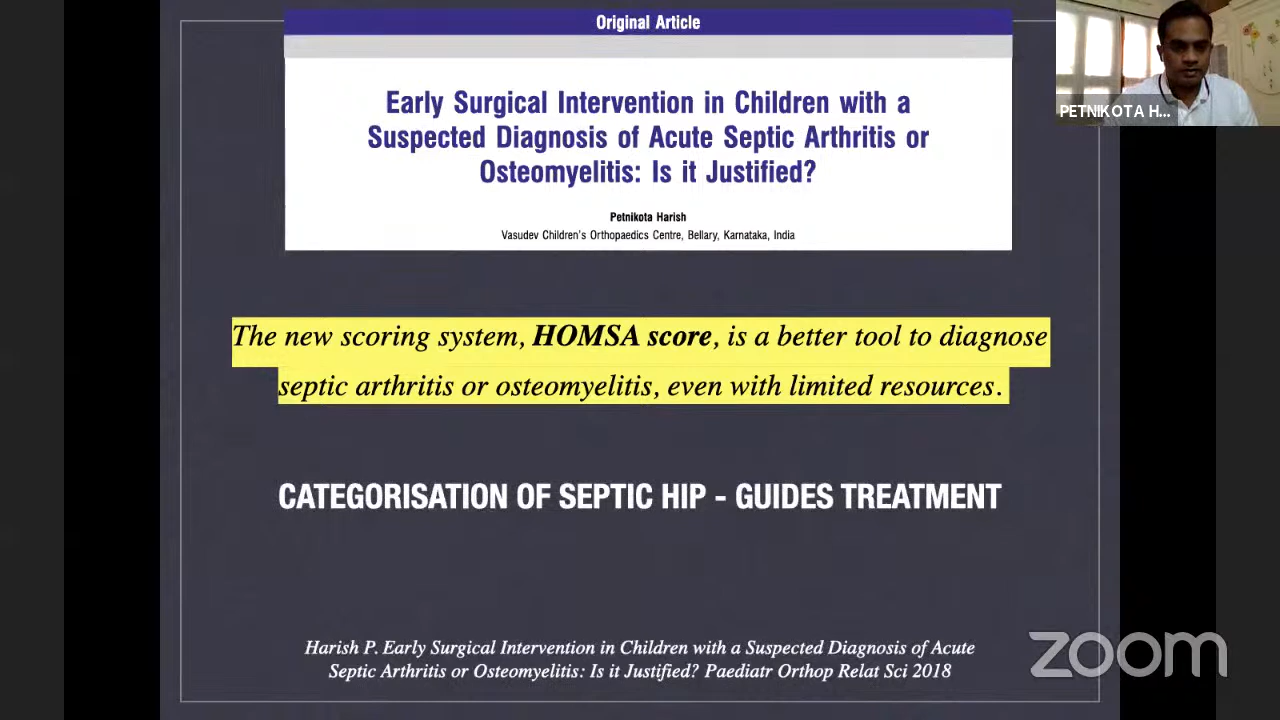 Original Article
Early Surgical Intervention in Children with a
Suspected Diagnosis of Acute Septic Arthritis or
Osteomyelitis: Is it Justified?
Petnikota Harish
Vasudev Children's Orthopaedics Centre, Bellary, Karnataka, India
PETNIKOTA H...
The new scoring system, HOMSA score, is a better tool to diagnose
septic arthritis or osteomyelitis, even with limited resources.
CATEGORISATION OF SEPTIC HIP - GUIDES TREATMENT
Harish P. Early Surgical Intervention in Children with a Suspected Diagnosis of Acute
Septic Arthritis or Osteomyelitis: Is it Justified? Paediatr Orthop Relat Sci 2018
zoom